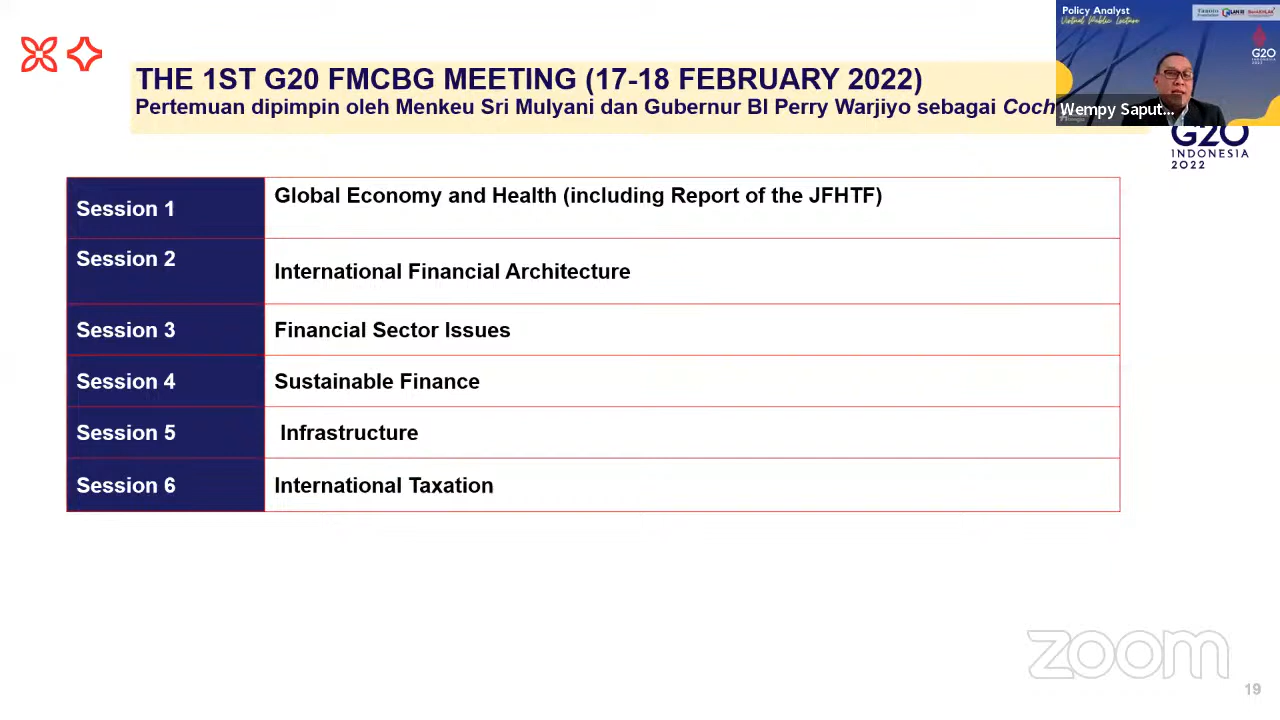 THE 1ST G20 FMCBG MEETING (17-18 FEBRUARY 2022)
Pertemuan dipimpin oleh Menkeu Sri Mulyani dan Gubernur BI Perry Warjiyo sebagai Coch
Policy Analyst
Virtual Public Lecture
G20
Wempy Saput...
G20
INDONESIA
2022
Session 1
Global Economy and Health (including Report of the JFHTF)
Session 2
International Financial Architecture
Session 3
Financial Sector Issues
Session 4
Sustainable Finance
Session 5
Infrastructure
Session 6
International Taxation
zoom
19